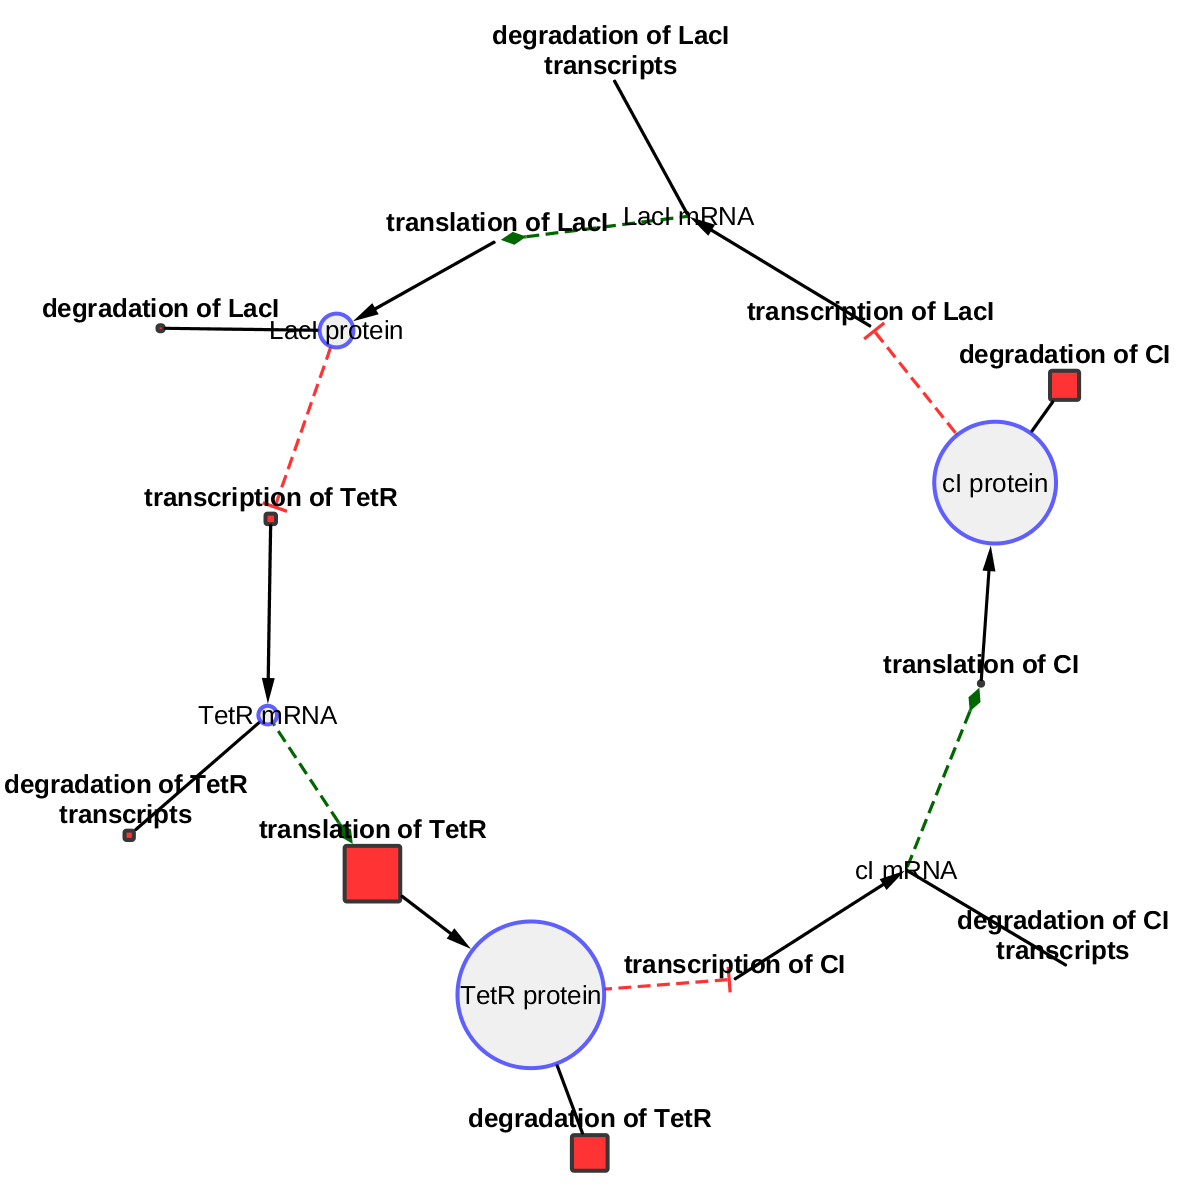 degradation of LacI
transcripts
translation of LacI
LacI mRNA
degradation of LacI
LacI protein
transcription of LacI
degradation of CI
cI protein
transcription of TetR
translation of CI
TetR mRNA
degradation of TetR
transcripts
translation of TetR
cI mRNA
degradation of CI
transcripts
transcription of CI
TetR protein
degradation of TetR